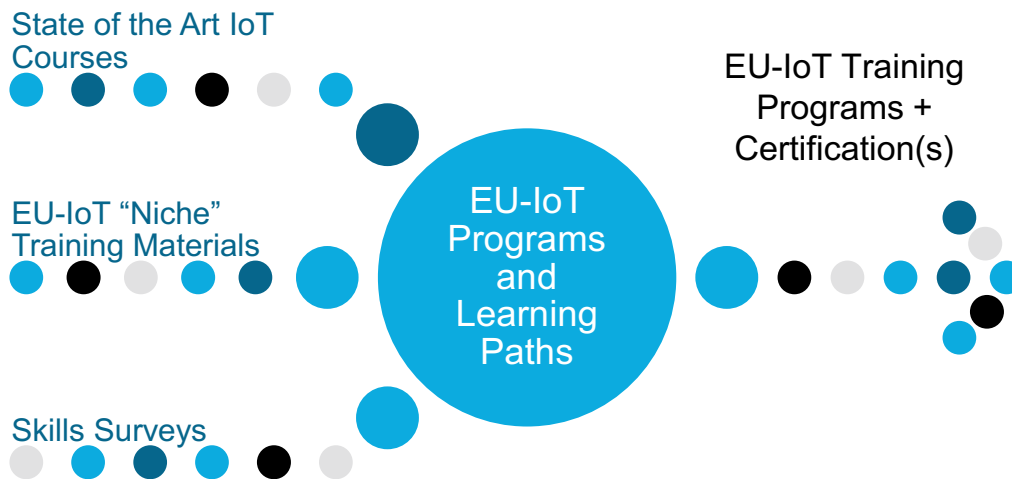 State of the Art IoT
Courses
EU-IoT “Niche”
Training Materials
Skills Surveys
EU-IoT
Programs
and
Learning
Paths
EU-IoT Training
Programs +
Certification(s)